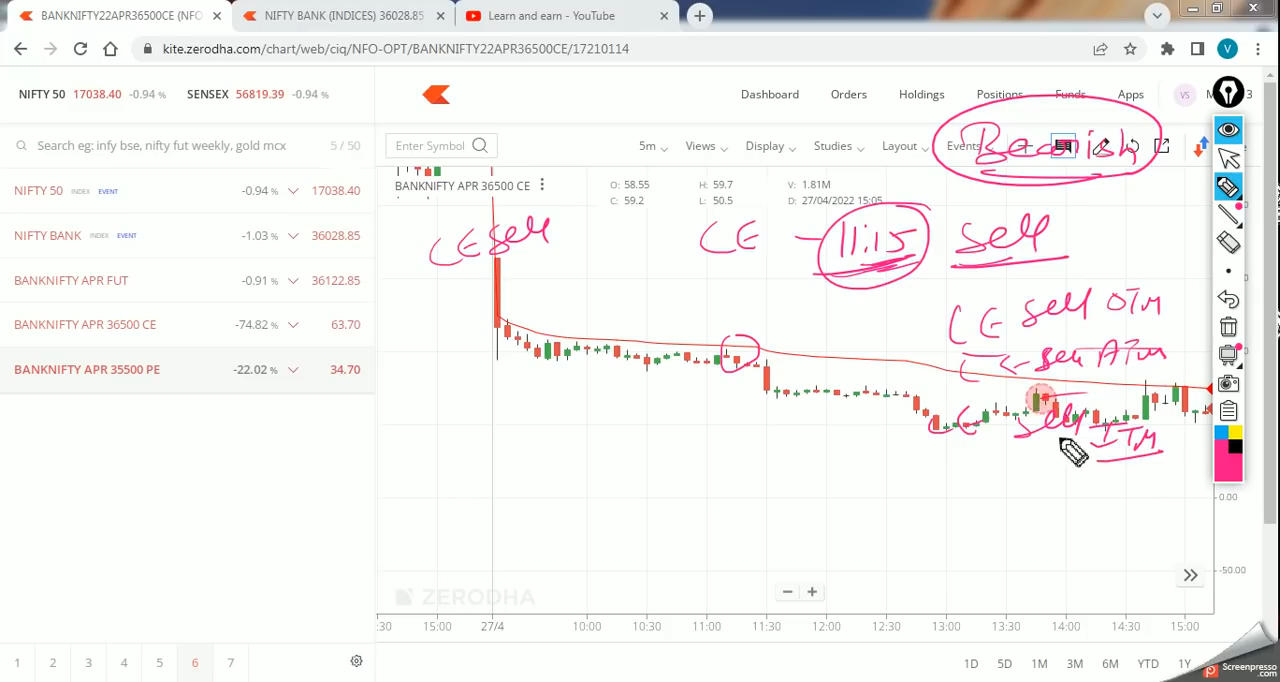 BANKNIFTY22APR36500CE (NFO
NIFTY BANK (INDICES) 36028.85
Learn and earn - YouTube
kite.zerodha.com/chart/web/ciq/NFO-OPT/BANKNIFTY22APR36500CE/17210114
V
NIFTY 50 17038.40 -0.94 %
SENSEX 56819.39 -0.94 %
Dashboard Orders Holdings Positions Funds Apps VS
Search eg: infy bse, nifty fut weekly, gold mcx 5 / 50
Enter Symbol 5m Views Display Studies Layout Events
Bearish
NIFTY 50 INDEX EVENT -0.94 % 17038.40
NIFTY BANK INDEX EVENT -1.03 % 36028.85
BANKNIFTY APR FUT -0.91 % 36122.85
BANKNIFTY APR 36500 CE -74.82 % 63.70
BANKNIFTY APR 35500 PE -22.02 % 34.70
BANKNIFTY APR 36500 CE
O: 58.55 H: 59.7 V: 1.81M
C: 59.2 L: 50.5 D: 27/04/2022 15:05
CE Sell
CE - 11:15 Sell
CE Sell OTM
Sell ATM
Sell ITM
0.00
-50.00
ZERODHA
:30 15:00 27/4 10:00 10:30 11:00 11:30 12:00 12:30 13:00 13:30 14:00 14:30 15:00
1 2 3 4 5 6 7
1D 5D 1M 3M 6M YTD 1Y
Screenpresso
.com